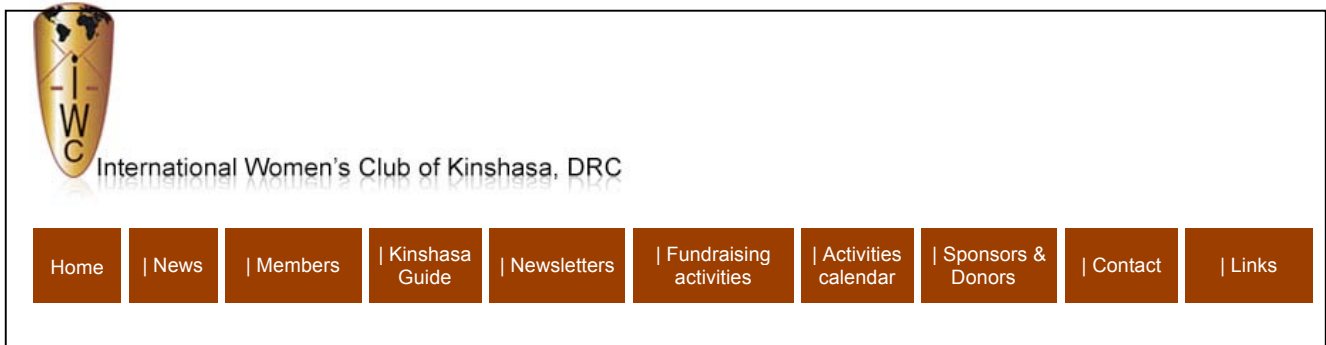 i
W
C
International Women's Club of Kinshasa, DRC
Home
| News
| Members
| Kinshasa
Guide
| Newsletters
| Fundraising
activities
| Activities
calendar
| Sponsors &
Donors
| Contact
| Links